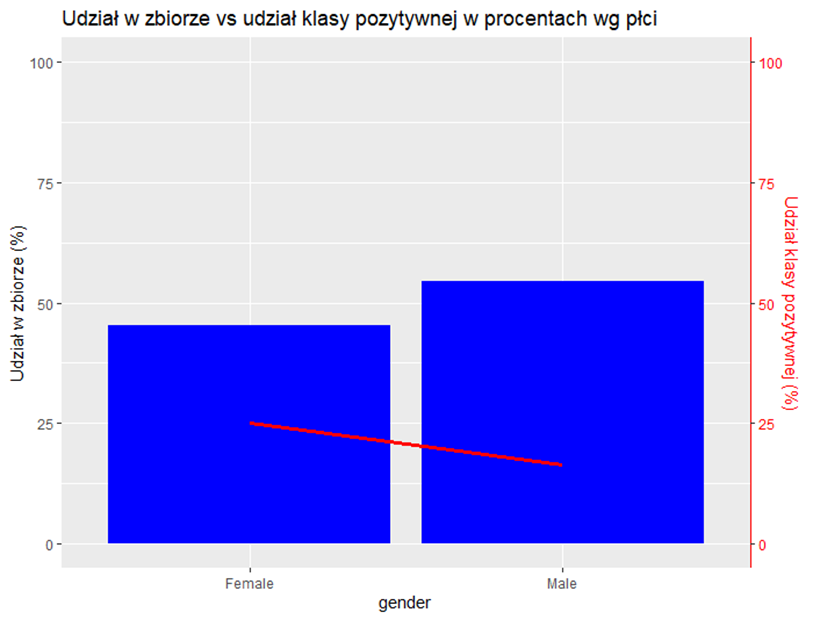 Udział w zbiorze vs udział klasy pozytywnej w procentach wg płci
100
75
50
25
0
Udział w zbiorze (%)
100
75
50
25
0
Udział klasy pozytywnej (%)
Female
Male
gender